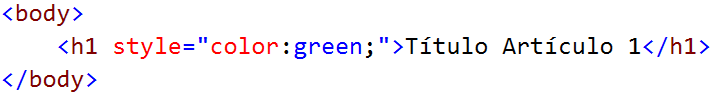 <body>
<h1 style="color:green;">Título Artículo 1</h1>
</body>